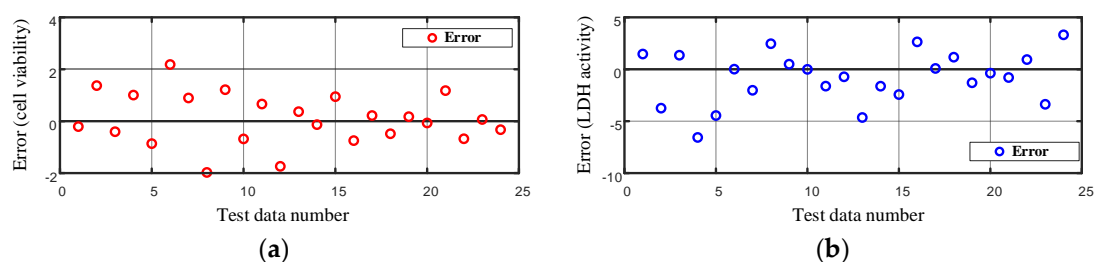 4
2
0
-2
Error (cell viability)
Error
0 5 10 15 20 25
Test data number
(a)
5
0
-5
-10
Error (LDH activity)
Error
0 5 10 15 20 25
Test data number
(b)